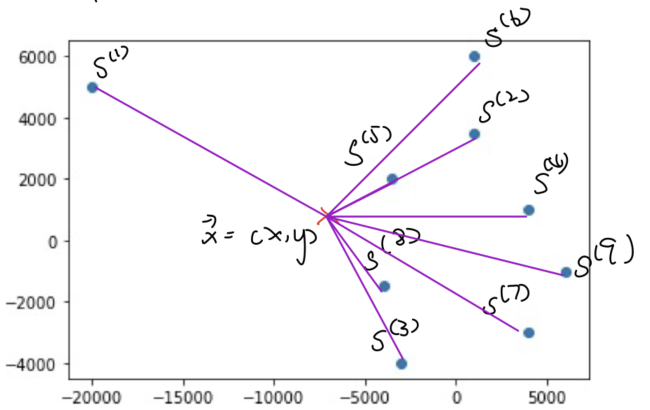 S^(6)
6000
S^(1)
4000
S^(2)
S^(5)
2000
S^(4)
x⃗ = (x,y)
0
S^(8)
S^(9)
−2000
S^(7)
S^(3)
−4000
−20000 −15000 −10000 −5000 0 5000